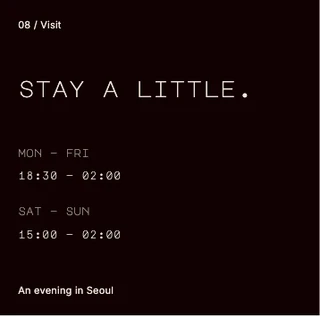 08 / Visit
STAY A LITTLE.
MON – FRI
18:30 – 02:00
SAT – SUN
15:00 – 02:00
An evening in Seoul